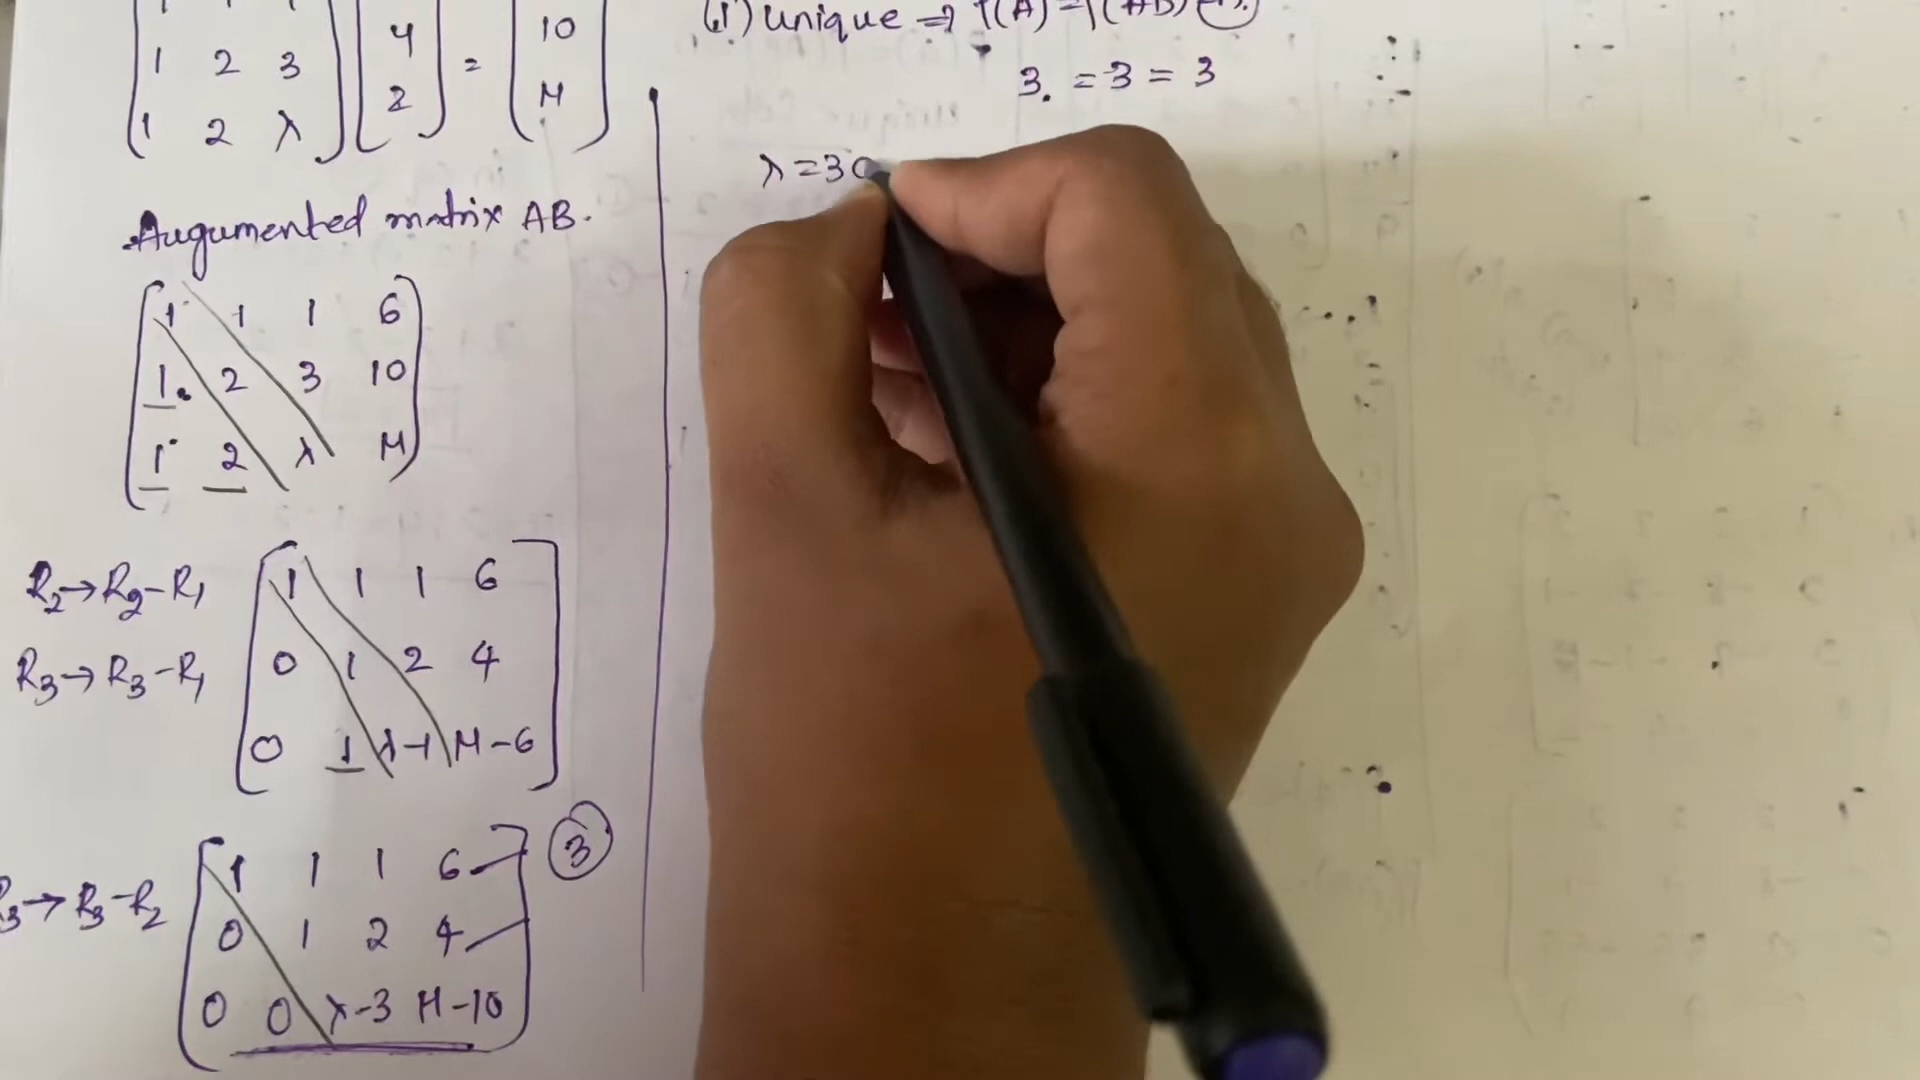 1 2 3 4 = 10
1 2 λ 2 M
Augumented matrix AB.
1 1 1 6
1 2 3 10
1 2 λ M
R2→R2-R1 1 1 1 6
R3→R3-R1 0 1 2 4
0 1 λ-1 M-6
1 1 1 6 3
R3→R3-R2 0 1 2 4
0 0 λ-3 M-10
(ii) unique ⇒ ρ(A) = ρ(AB)
3. = 3 = 3
λ = 3